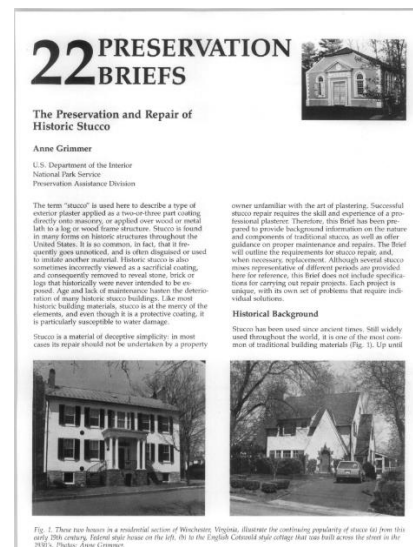 22 PRESERVATION
BRIEFS
The Preservation and Repair of
Historic Stucco
Anne Grimmer
U.S. Department of the Interior
National Park Service
Preservation Assistance Division
The term "stucco" is used here to describe a type of
exterior plaster applied as a two-or-three part coating
directly onto masonry, or applied over wood or metal
lath to a log or wood frame structure. Stucco is found
in many forms on historic structures throughout the
United States. It is so common, in fact, that it fre-
quently goes unnoticed, and is often disguised or used
to imitate another material. Historic stucco is also
sometimes incorrectly viewed as a sacrificial coating,
and consequently removed to reveal stone, brick or
logs that historically were never intended to be ex-
posed. Age and lack of maintenance hasten the deterio-
ration of many historic stucco buildings. Like most
historic building materials, stucco is at the mercy of the
elements, and even though it is a protective coating, it
is particularly susceptible to water damage.
Stucco is a material of deceptive simplicity: in most
cases its repair should not be undertaken by a property
owner unfamiliar with the art of plastering. Successful
stucco repair requires the skill and experience of a pro-
fessional plasterer. Therefore, this Brief has been pre-
pared to provide background information on the nature
and components of traditional stucco, as well as offer
guidance on proper maintenance and repairs. The Brief
will outline the requirements for stucco repair, and,
when necessary, replacement. Although several stucco
mixes representative of different periods are provided
here for reference, this Brief does not include specifica-
tions for carrying out repair projects. Each project is
unique, with its own set of problems that require indi-
vidual solutions.
Historical Background
Stucco has been used since ancient times. Still widely
used throughout the world, it is one of the most com-
mon of traditional building materials (Fig. 1). Up until
Fig. 1. These two houses in a residential section of Winchester, Virginia, illustrate the continuing popularity of stucco (a) from this
early 19th century, Federal style house on the left, (b) to the English Cotswold style cottage that was built across the street in the
1930's. Photos: Anne Grimmer